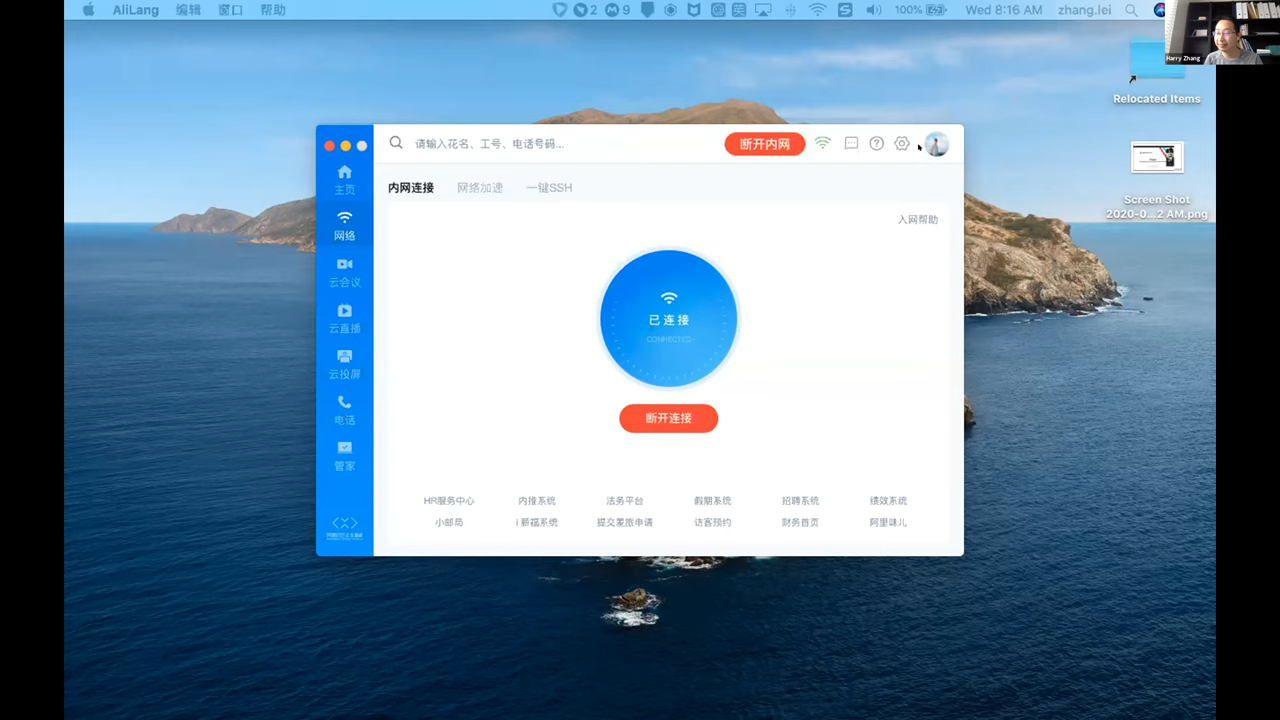 AliLang 编辑 窗口 帮助 2 9 100% Wed 8:16 AM zhang.lei
Harry Zhang
Relocated Items
Screen Shot
2020-0...2 AM.png
请输入花名、工号、电话号码...
断开内网
主页
网络
云会议
云直播
云投屏
电话
管家
内网连接 网络加速 一键SSH
入网帮助
已连接
CONNECTED
断开连接
HR服务中心 内推系统 法务平台 假期系统 招聘系统 绩效系统
小邮局 i 薪福系统 提交差旅申请 访客预约 财务首页 阿里味儿